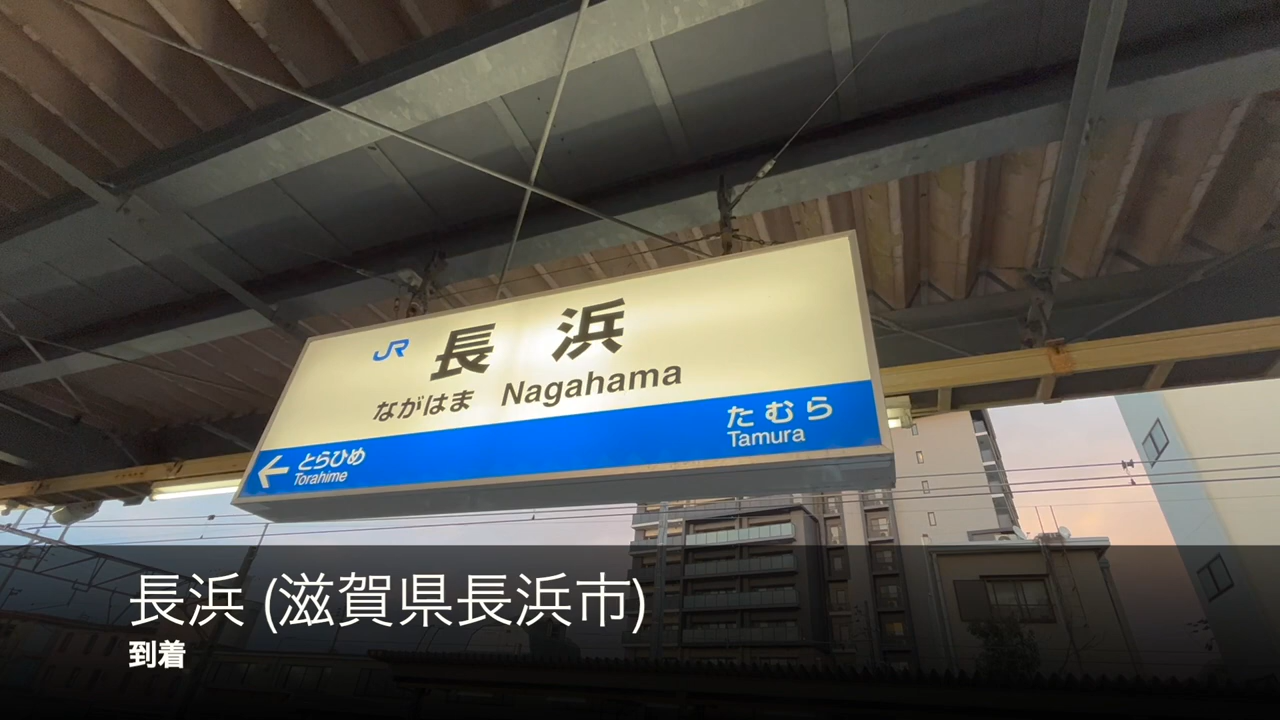 JR 長浜
ながはま Nagahama
たむら
Tamura
← とらひめ
Torahime
長浜 (滋賀県長浜市)
到着